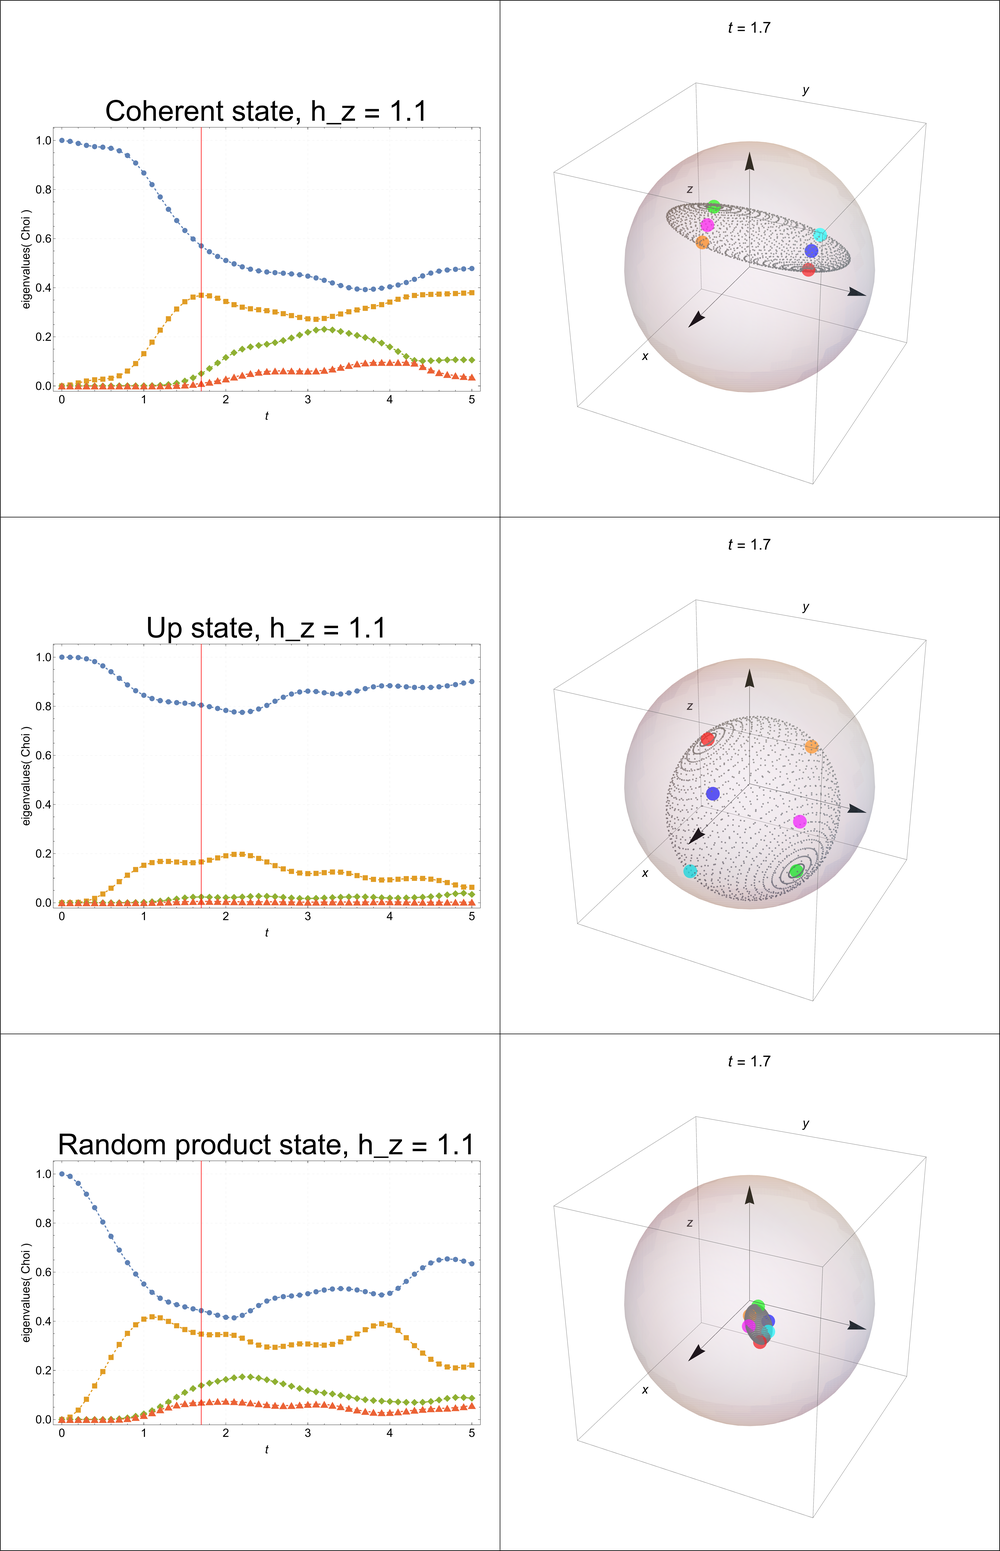 t = 1.7
Coherent state, h_z = 1.1
eigenvalues( Choi )
1.0
0.8
0.6
0.4
0.2
0.0
0 1 2 3 4 5
t
y
z
x
t = 1.7
Up state, h_z = 1.1
eigenvalues( Choi )
1.0
0.8
0.6
0.4
0.2
0.0
0 1 2 3 4 5
t
y
z
x
t = 1.7
Random product state, h_z = 1.1
eigenvalues( Choi )
1.0
0.8
0.6
0.4
0.2
0.0
0 1 2 3 4 5
t
y
z
x